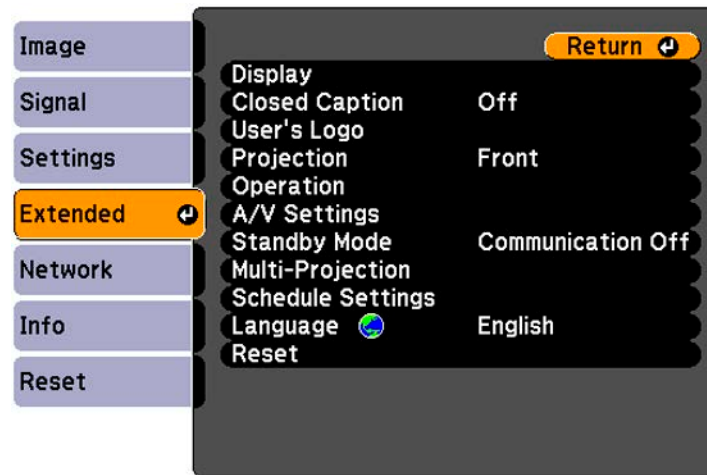 Image
Signal
Settings
Extended
Network
Info
Reset
Return
Display
Closed Caption Off
User's Logo
Projection Front
Operation
A/V Settings
Standby Mode Communication Off
Multi-Projection
Schedule Settings
Language English
Reset